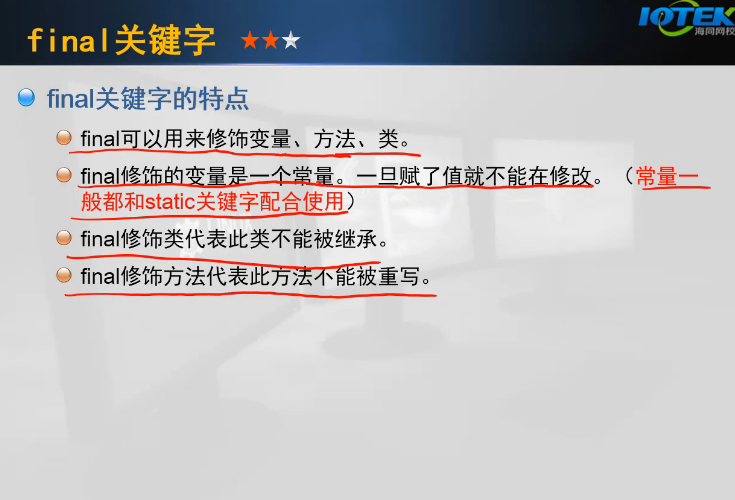 final关键字
IOTEK
海同网校
final关键字的特点
final可以用来修饰变量、方法、类。
final修饰的变量是一个常量。一旦赋了值就不能在修改。（常量一
般都和static关键字配合使用）
final修饰类代表此类不能被继承。
final修饰方法代表此方法不能被重写。